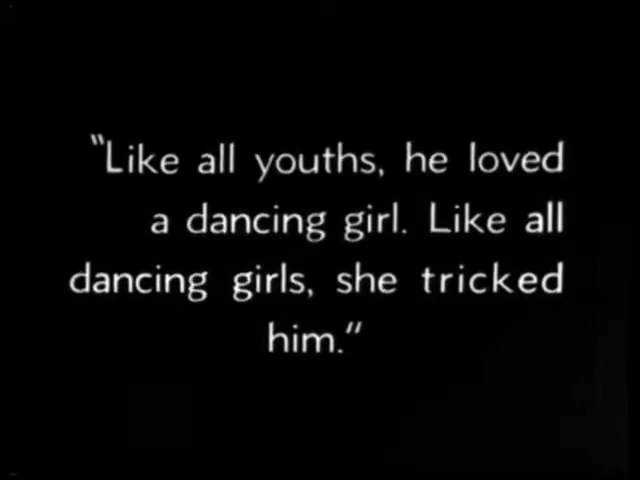 "Like all youths, he loved
a dancing girl. Like all
dancing girls, she tricked
him."